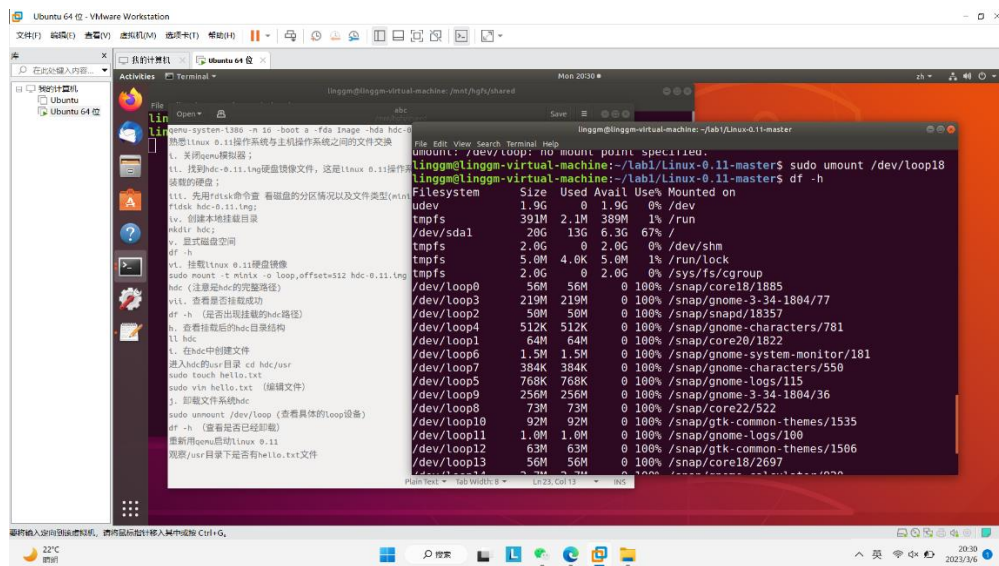 Ubuntu 64 位 - VMware Workstation
文件(F) 编辑(E) 查看(V) 虚拟机(M) 选项卡(T) 帮助(H)
库
在此处键入内容...
我的计算机
Ubuntu
Ubuntu 64 位
我的计算机
Ubuntu 64 位
Activities
Terminal
Mon 20:30
zh
linggm@linggm-virtual-machine: /mnt/hgfs/shared
File
Open
abc
Save
qemu-system-i386 -m 16 -boot a -fda Image -hda hdc-0
熟悉linux 0.11操作系统与主机操作系统之间的文件交换
i. 关闭qemu模拟器；
ii. 找到hdc-0.11.img硬盘镜像文件，这是linux 0.11操作系
装载的硬盘；
iii. 先用fdisk命令查 看磁盘的分区情况以及文件类型(mini
fidsk hdc-0.11.img;
iv. 创建本地挂载目录
mkdir hdc;
v. 显式磁盘空间
df -h
vi. 挂载linux 0.11硬盘镜像
sudo mount -t minix -o loop,offset=512 hdc-0.11.img
hdc (注意是hdc的完整路径)
vii. 查看是否挂载成功
df -h （是否出现挂载的hdc路径）
h. 查看挂载后的hdc目录结构
ll hdc
i. 在hdc中创建文件
进入hdc的usr目录 cd hdc/usr
sudo touch hello.txt
sudo vim hello.txt （编辑文件）
j. 卸载文件系统hdc
sudo unmount /dev/loop (查看具体的loop设备)
df -h （查看是否已经卸载）
重新用qemu启动linux 0.11
观察/usr目录下是否有hello.txt文件
Plain Text
Tab Width: 8
Ln 23, Col 13
INS
linggm@linggm-virtual-machine: ~/lab1/Linux-0.11-master
File Edit View Search Terminal Help
umount: /dev/loop: no mount point specified.
linggm@linggm-virtual-machine:~/lab1/Linux-0.11-master$ sudo umount /dev/loop18
linggm@linggm-virtual-machine:~/lab1/Linux-0.11-master$ df -h
Filesystem Size Used Avail Use% Mounted on
udev 1.9G 0 1.9G 0% /dev
tmpfs 391M 2.1M 389M 1% /run
/dev/sda1 20G 13G 6.3G 67% /
tmpfs 2.0G 0 2.0G 0% /dev/shm
tmpfs 5.0M 4.0K 5.0M 1% /run/lock
tmpfs 2.0G 0 2.0G 0% /sys/fs/cgroup
/dev/loop0 56M 56M 0 100% /snap/core18/1885
/dev/loop3 219M 219M 0 100% /snap/gnome-3-34-1804/77
/dev/loop2 50M 50M 0 100% /snap/snapd/18357
/dev/loop4 512K 512K 0 100% /snap/gnome-characters/781
/dev/loop1 64M 64M 0 100% /snap/core20/1822
/dev/loop6 1.5M 1.5M 0 100% /snap/gnome-system-monitor/181
/dev/loop7 384K 384K 0 100% /snap/gnome-characters/550
/dev/loop5 768K 768K 0 100% /snap/gnome-logs/115
/dev/loop9 256M 256M 0 100% /snap/gnome-3-34-1804/36
/dev/loop8 73M 73M 0 100% /snap/core22/522
/dev/loop10 92M 92M 0 100% /snap/gtk-common-themes/1535
/dev/loop11 1.0M 1.0M 0 100% /snap/gnome-logs/100
/dev/loop12 63M 63M 0 100% /snap/gtk-common-themes/1506
/dev/loop13 56M 56M 0 100% /snap/core18/2697
要将输入定向到该虚拟机，请将鼠标指针移入其中或按 Ctrl+G。
22°C
晴朗
搜索
英
20:30
2023/3/6